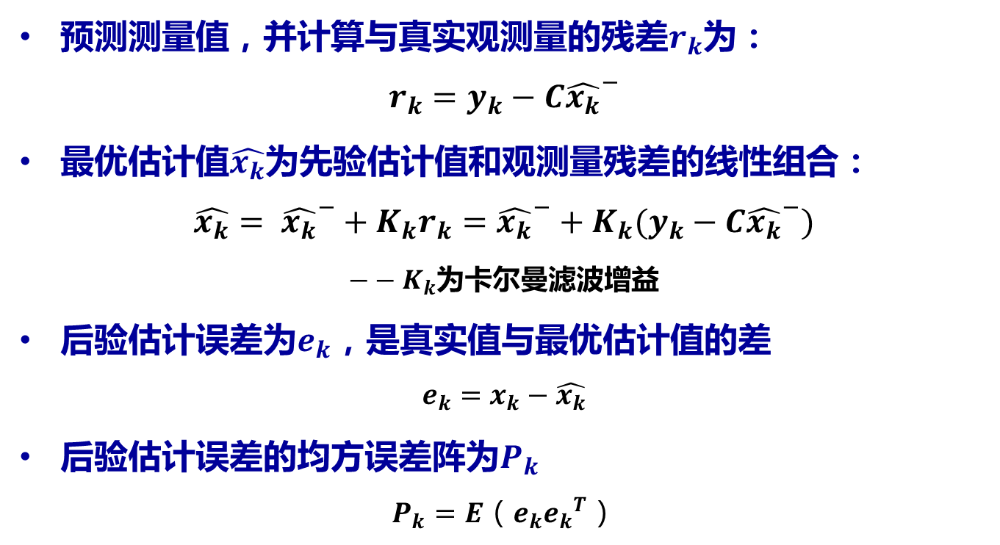 • 预测测量值，并计算与真实观测量的残差$r_k$为：
$r_k = y_k - C\widehat{x_k}^-$
• 最优估计值$\widehat{x_k}$为先验估计值和观测量残差的线性组合：
$\widehat{x_k} = \widehat{x_k}^- + K_k r_k = \widehat{x_k}^- + K_k(y_k - C\widehat{x_k}^-)$
$--K_k$为卡尔曼滤波增益
• 后验估计误差为$e_k$，是真实值与最优估计值的差
$e_k = x_k - \widehat{x_k}$
• 后验估计误差的均方误差阵为$P_k$
$P_k = E（e_k {e_k}^T）$